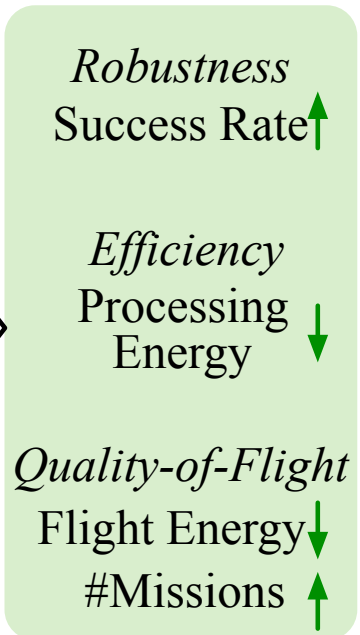 Robustness
Success Rate
Efficiency
Processing
Energy
Quality-of-Flight
Flight Energy
#Missions